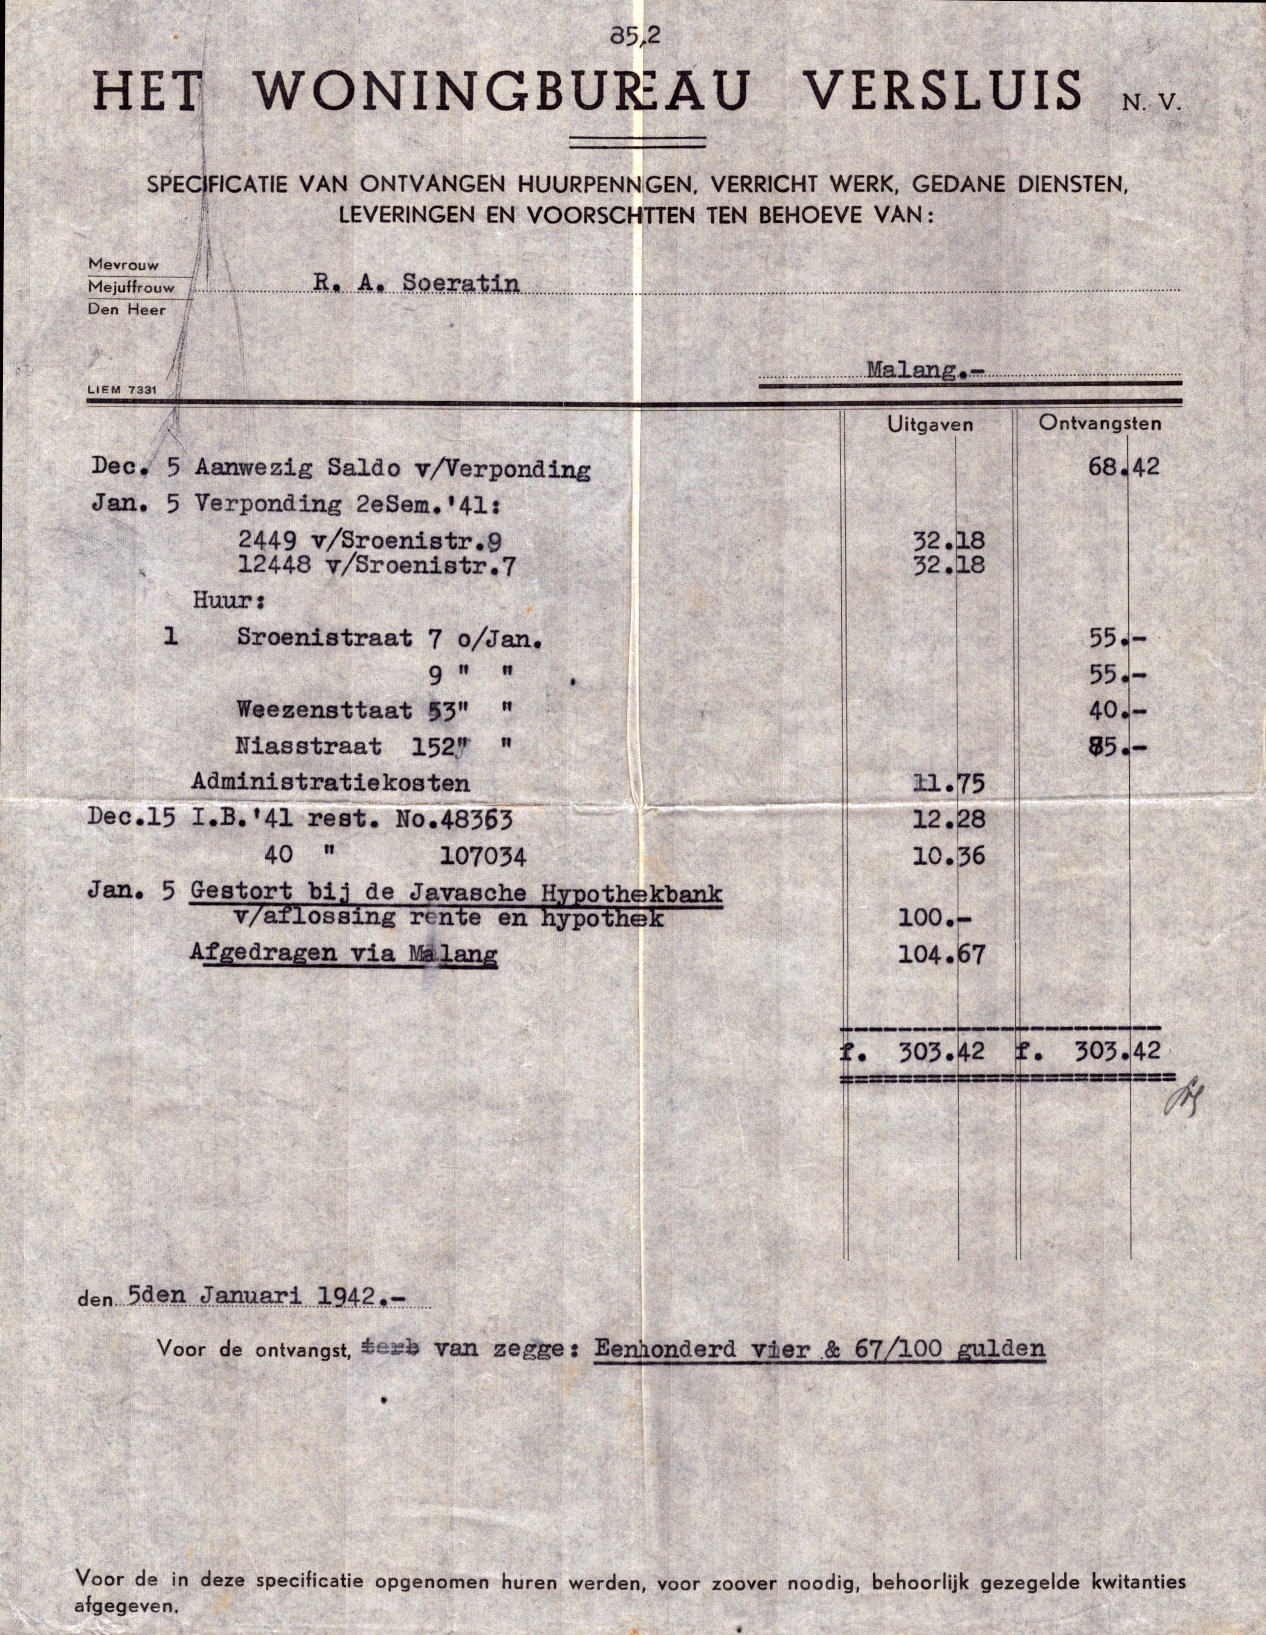 85,2
HET WONINGBUREAU VERSLUIS N. V.
SPECIFICATIE VAN ONTVANGEN HUURPENNGEN, VERRICHT WERK, GEDANE DIENSTEN,
LEVERINGEN EN VOORSCHTTEN TEN BEHOEVE VAN:
Mevrouw
Mejuffrouw R. A. Soeratin
Den Heer
Malang.-
LIEM 7331
Uitgaven Ontvangsten
Dec. 5 Aanwezig Saldo v/Verponding 68.42
Jan. 5 Verponding 2eSem.'41:
2449 v/Sroenistr.9 32.18
12448 v/Sroenistr.7 32.18
Huur:
1 Sroenistraat 7 o/Jan. 55.-
9 " " 55.-
Weezensttaat 53" " 40.-
Niasstraat 152" " 85.-
Administratiekosten 11.75
Dec.15 I.B.'41 rest. No.48363 12.28
40 " 107034 10.36
Jan. 5 Gestort bij de Javasche Hypothekbank
v/aflossing rente en hypothek 100.-
Afgedragen via Malang 104.67
f. 303.42 f. 303.42
den 5den Januari 1942.-
Voor de ontvangst, van zegge: Eenhonderd vier & 67/100 gulden
Voor de in deze specificatie opgenomen huren werden, voor zoover noodig, behoorlijk gezegelde kwitanties
afgegeven.